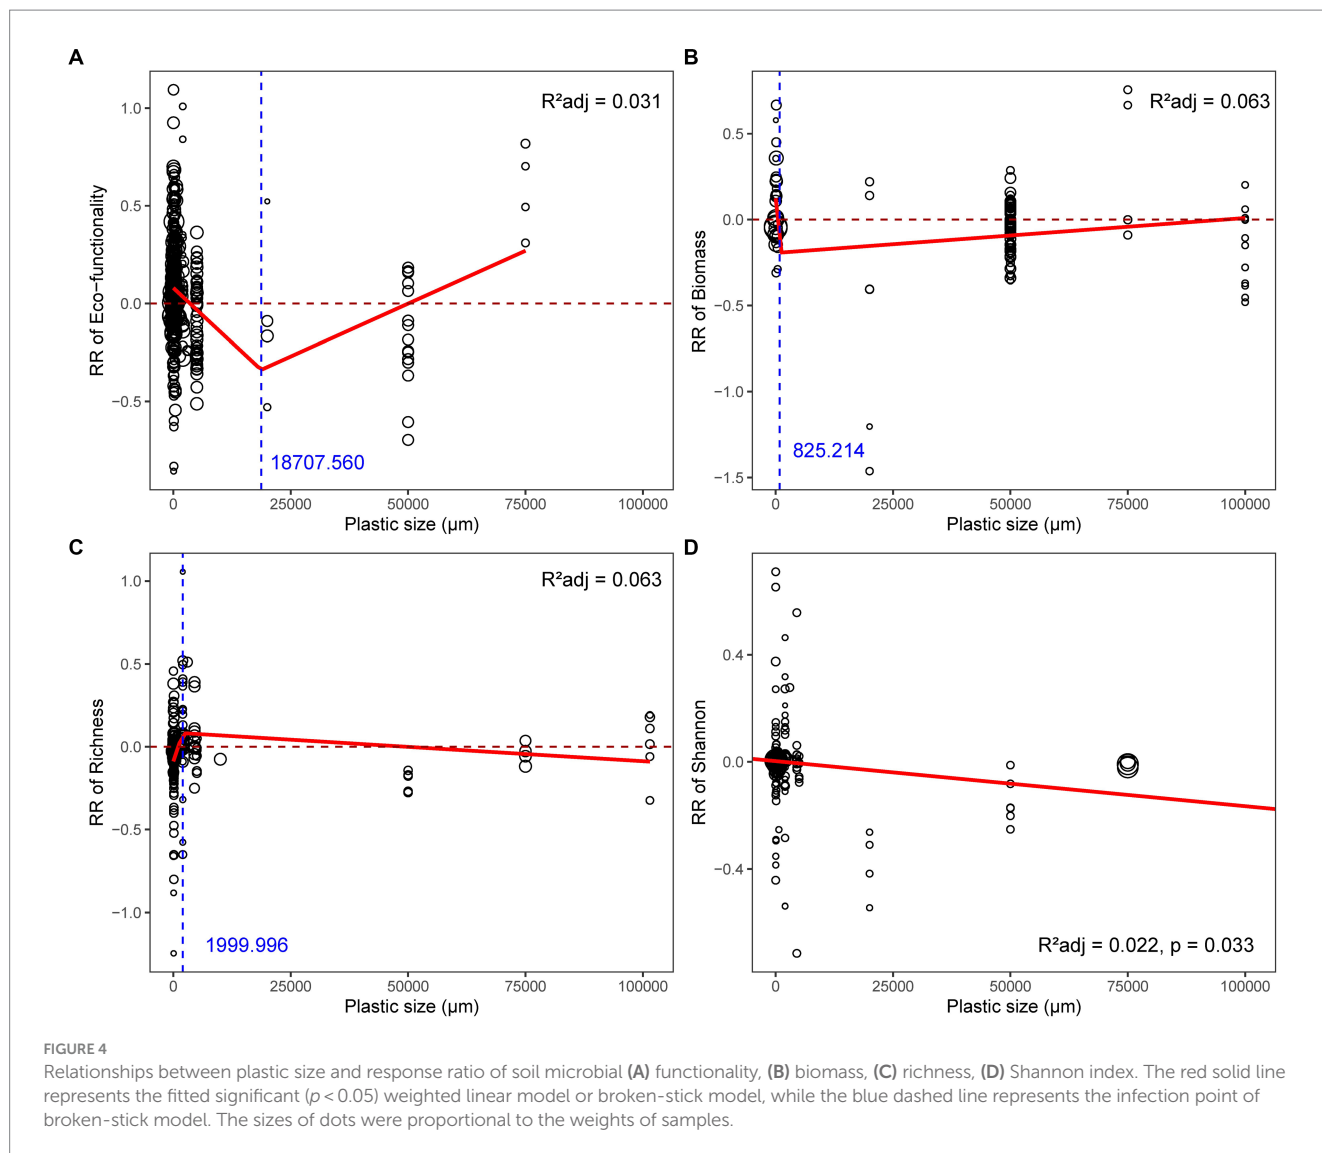 A
R²adj = 0.031
RR of Eco−functionality
1.0
0.5
0.0
−0.5
18707.560
0 25000 50000 75000 100000
Plastic size (µm)
B
R²adj = 0.063
RR of Biomass
0.5
0.0
−0.5
−1.0
−1.5
825.214
0 25000 50000 75000 100000
Plastic size (µm)
C
R²adj = 0.063
RR of Richness
1.0
0.5
0.0
−0.5
−1.0
1999.996
0 25000 50000 75000 100000
Plastic size (µm)
D
RR of Shannon
0.4
0.0
−0.4
R²adj = 0.022, p = 0.033
0 25000 50000 75000 100000
Plastic size (µm)
FIGURE 4
Relationships between plastic size and response ratio of soil microbial (A) functionality, (B) biomass, (C) richness, (D) Shannon index. The red solid line
represents the fitted significant (p < 0.05) weighted linear model or broken-stick model, while the blue dashed line represents the infection point of
broken-stick model. The sizes of dots were proportional to the weights of samples.